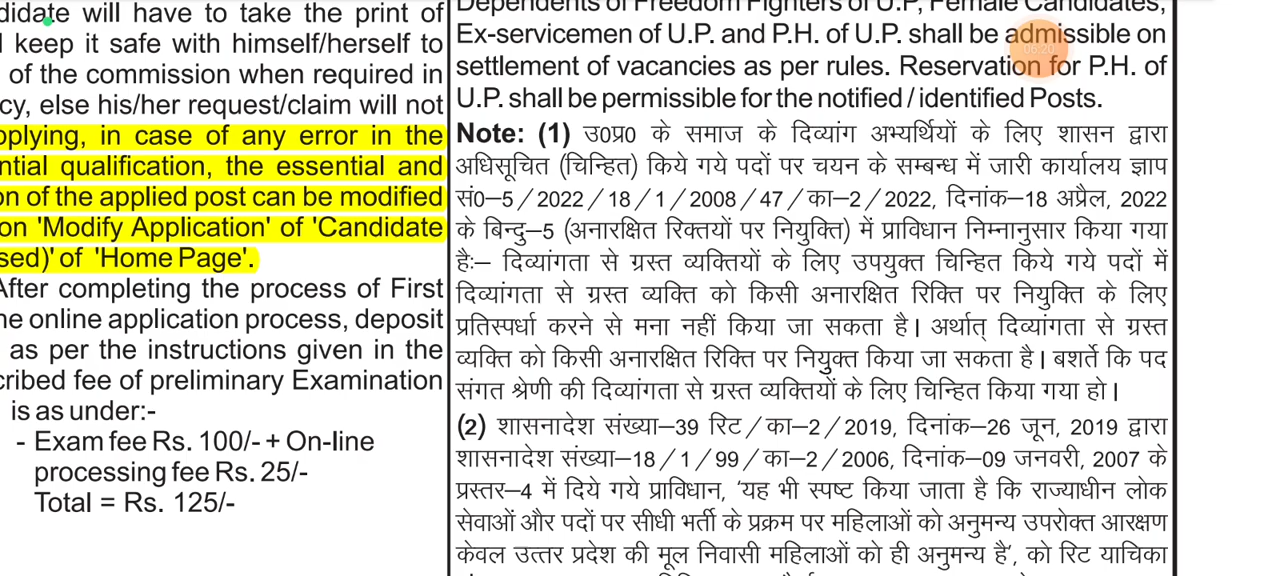 didate will have to take the print of
keep it safe with himself/herself to
of the commission when required in
cy, else his/her request/claim will not
pplying, in case of any error in the
ntial qualification, the essential and
on of the applied post can be modified
on 'Modify Application' of 'Candidate
sed)' of 'Home Page'.
After completing the process of First
he online application process, deposit
as per the instructions given in the
cribed fee of preliminary Examination
is as under:-
- Exam fee Rs. 100/- + On-line
processing fee Rs. 25/-
Total = Rs. 125/-
Dependents of Freedom Fighters of U.P, Female Candidates,
Ex-servicemen of U.P. and P.H. of U.P. shall be admissible on
settlement of vacancies as per rules. Reservation for P.H. of
U.P. shall be permissible for the notified / identified Posts.
Note: (1) उ0प्र0 के समाज के दिव्यांग अभ्यर्थियों के लिए शासन द्वारा
अधिसूचित (चिन्हित) किये गये पदों पर चयन के सम्बन्ध में जारी कार्यालय ज्ञाप
सं0–5/2022/18/1/2008/47/का–2/2022, दिनांक–18 अप्रैल, 2022
के बिन्दु–5 (अनारक्षित रिक्तियों पर नियुक्ति) में प्राविधान निम्नानुसार किया गया
है:– दिव्यांगता से ग्रस्त व्यक्तियों के लिए उपयुक्त चिन्हित किये गये पदों में
दिव्यांगता से ग्रस्त व्यक्ति को किसी अनारक्षित रिक्ति पर नियुक्ति के लिए
प्रतिस्पर्धा करने से मना नहीं किया जा सकता है। अर्थात् दिव्यांगता से ग्रस्त
व्यक्ति को किसी अनारक्षित रिक्ति पर नियुक्त किया जा सकता है। बशर्ते कि पद
संगत श्रेणी की दिव्यांगता से ग्रस्त व्यक्तियों के लिए चिन्हित किया गया हो।
(2) शासनादेश संख्या–39 रिट/का–2/2019, दिनांक–26 जून, 2019 द्वारा
शासनादेश संख्या–18/1/99/का–2/2006, दिनांक–09 जनवरी, 2007 के
प्रस्तर–4 में दिये गये प्राविधान, 'यह भी स्पष्ट किया जाता है कि राज्याधीन लोक
सेवाओं और पदों पर सीधी भर्ती के प्रक्रम पर महिलाओं को अनुमन्य उपरोक्त आरक्षण
केवल उत्तर प्रदेश की मूल निवासी महिलाओं को ही अनुमन्य है', को रिट याचिका
06:20